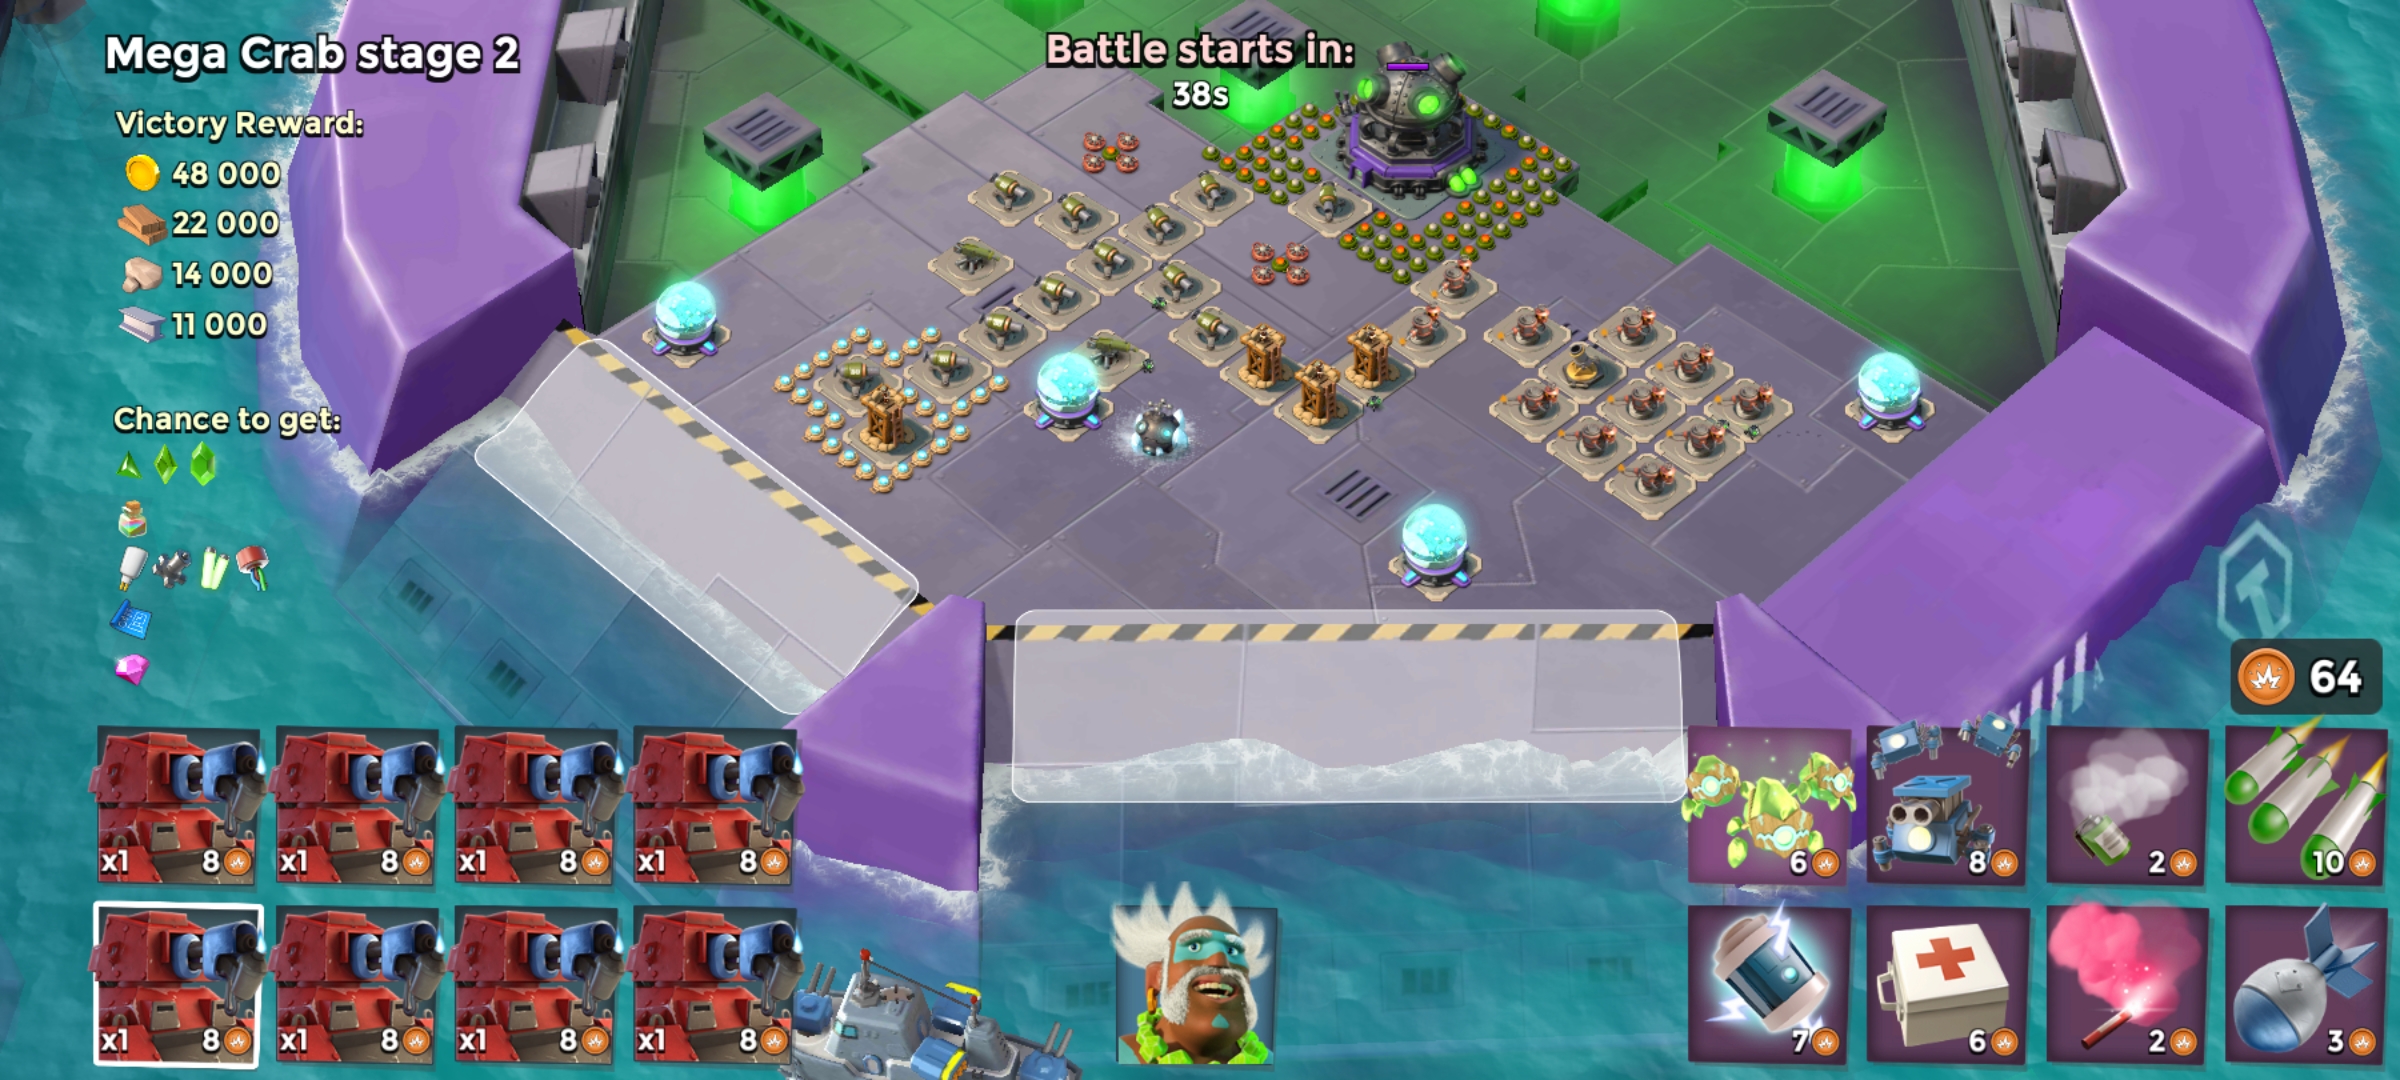 Mega Crab stage 2
Battle starts in:
38s
Victory Reward:
48 000
22 000
14 000
11 000
Chance to get:
64
x1 8
x1 8
x1 8
x1 8
6
8
2
10
x1 8
x1 8
x1 8
x1 8
7
6
2
3